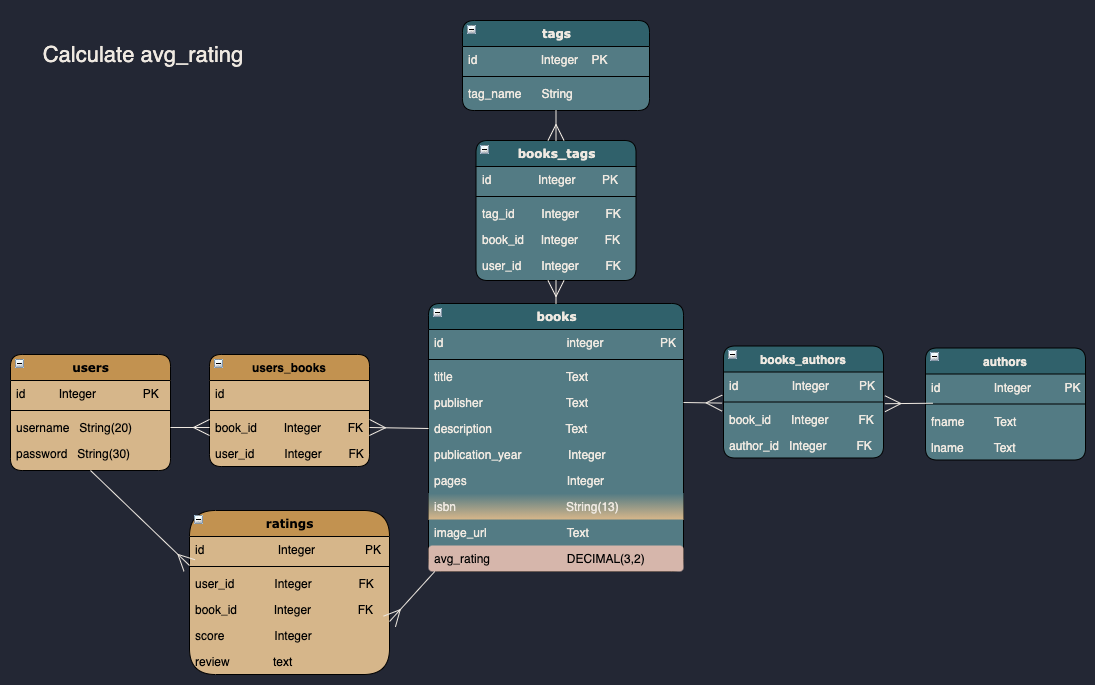 Calculate avg_rating
tags
id Integer PK
tag_name String
books_tags
id Integer PK
tag_id Integer FK
book_id Integer FK
user_id Integer FK
books
id integer PK
title Text
publisher Text
description Text
publication_year Integer
pages Integer
isbn String(13)
image_url Text
avg_rating DECIMAL(3,2)
users
id Integer PK
username String(20)
password String(30)
users_books
id
book_id Integer FK
user_id Integer FK
ratings
id Integer PK
user_id Integer FK
book_id Integer FK
score Integer
review text
books_authors
id Integer PK
book_id Integer FK
author_id Integer FK
authors
id Integer PK
fname Text
lname Text